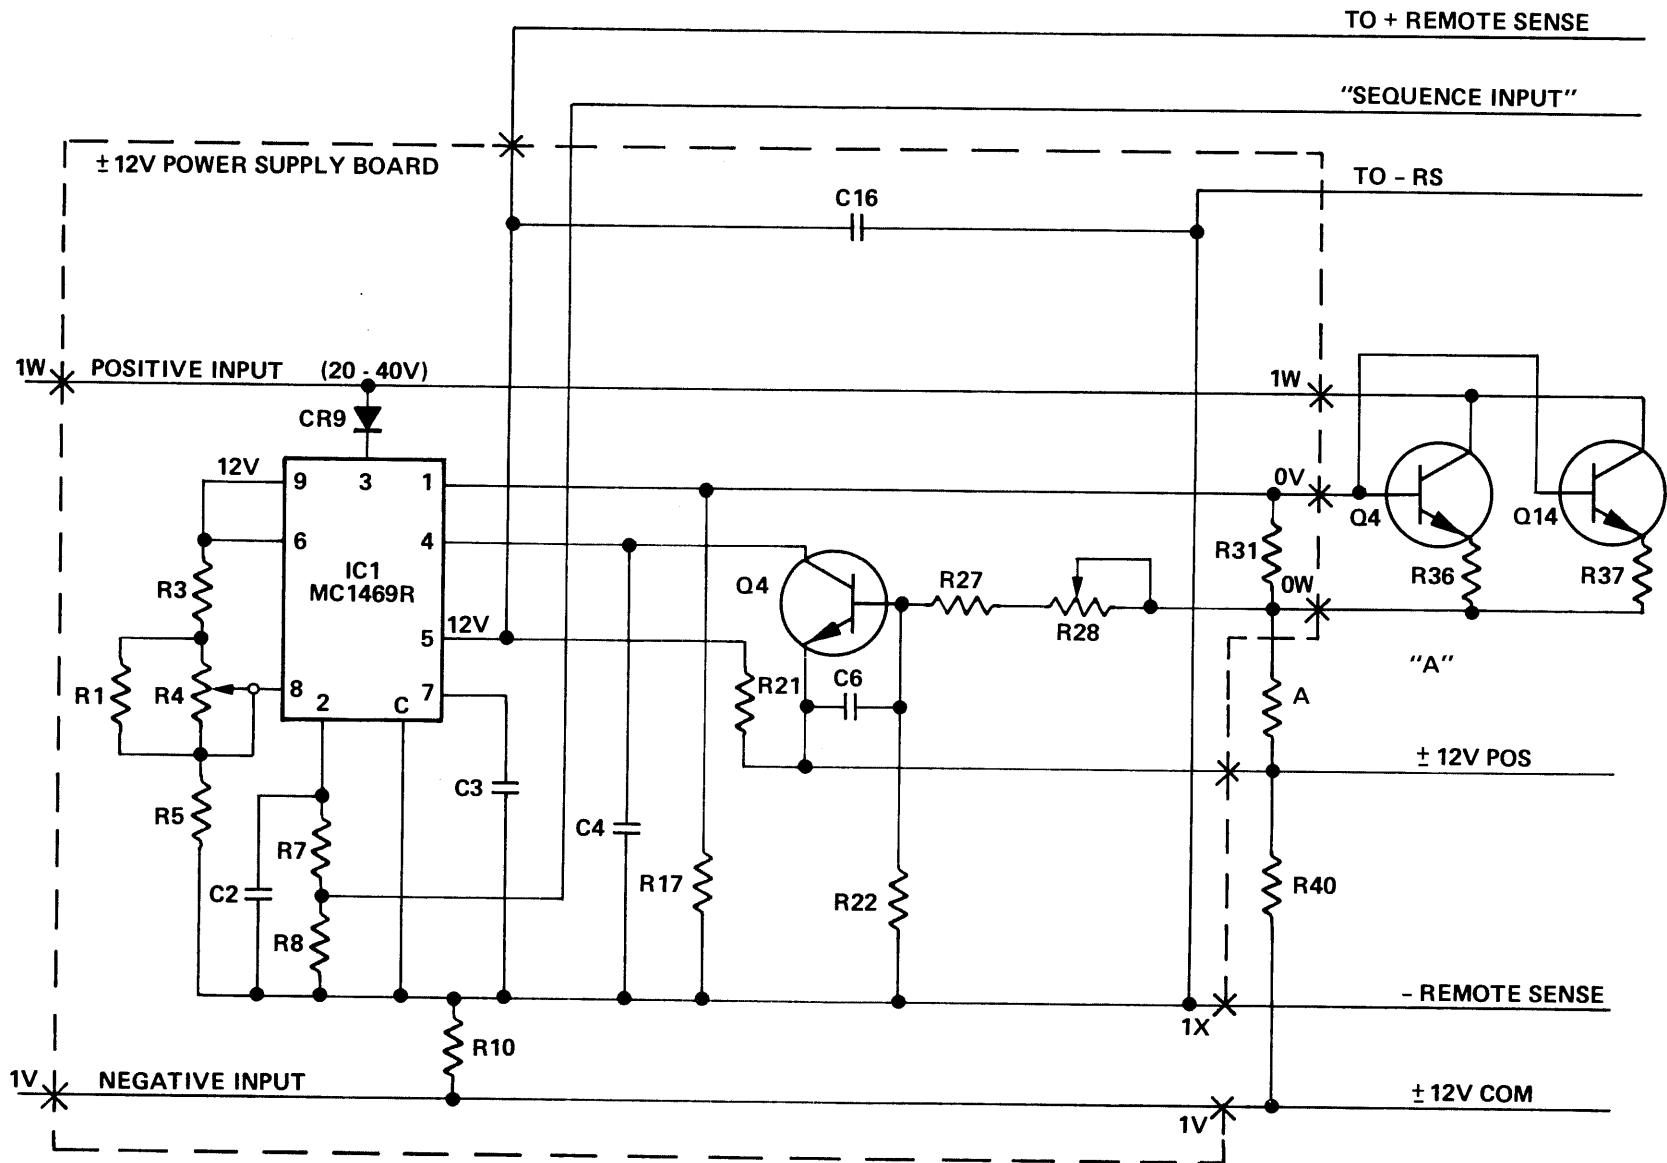 TO + REMOTE SENSE
"SEQUENCE INPUT"
± 12V POWER SUPPLY BOARD
TO – RS
C16
1W
POSITIVE INPUT (20 - 40V)
1W
CR9
12V
9
3
1
0V
Q4
Q14
6
4
R3
IC1
MC1469R
Q4
R27
R31
R36
R37
0W
12V
5
R28
R1
R4
8
2
C
7
R21
C6
"A"
A
± 12V POS
R5
C3
C4
R7
C2
R17
R22
R40
R8
– REMOTE SENSE
1X
R10
1V
NEGATIVE INPUT
± 12V COM
1V